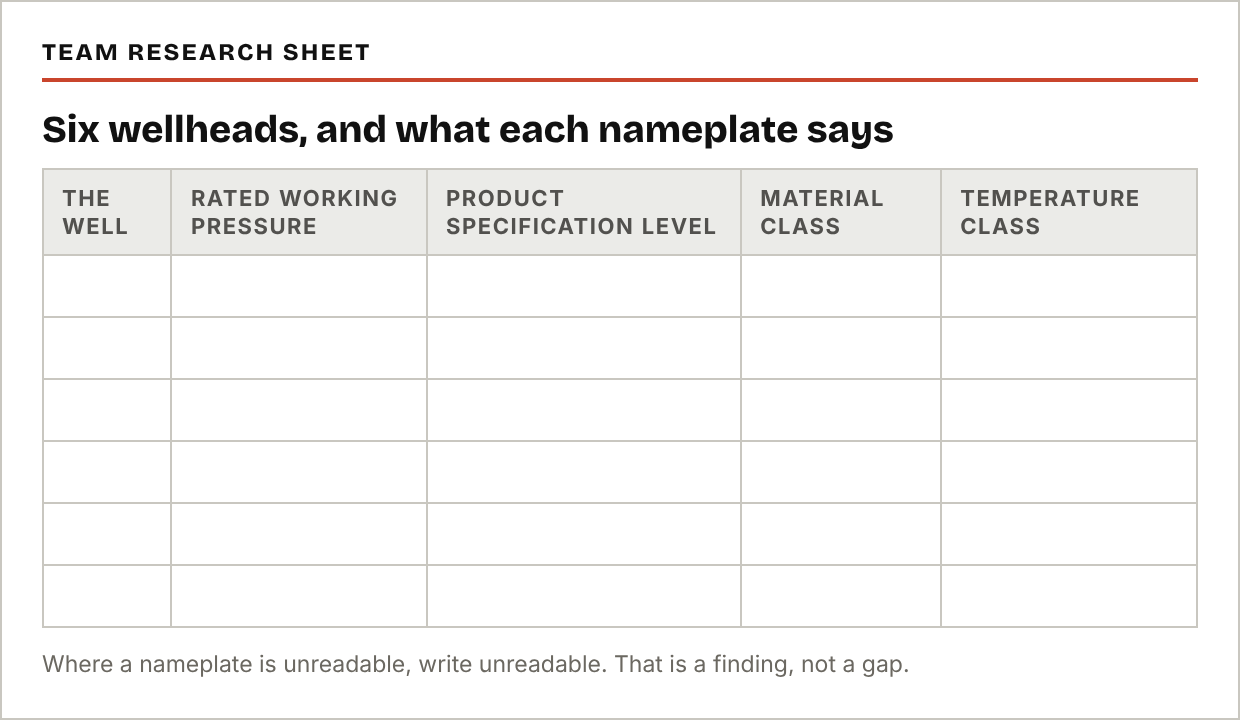 TEAM RESEARCH SHEET
Six wellheads, and what each nameplate says
THE
WELL
RATED WORKING
PRESSURE
PRODUCT
SPECIFICATION LEVEL
MATERIAL
CLASS
TEMPERATURE
CLASS
Where a nameplate is unreadable, write unreadable. That is a finding, not a gap.